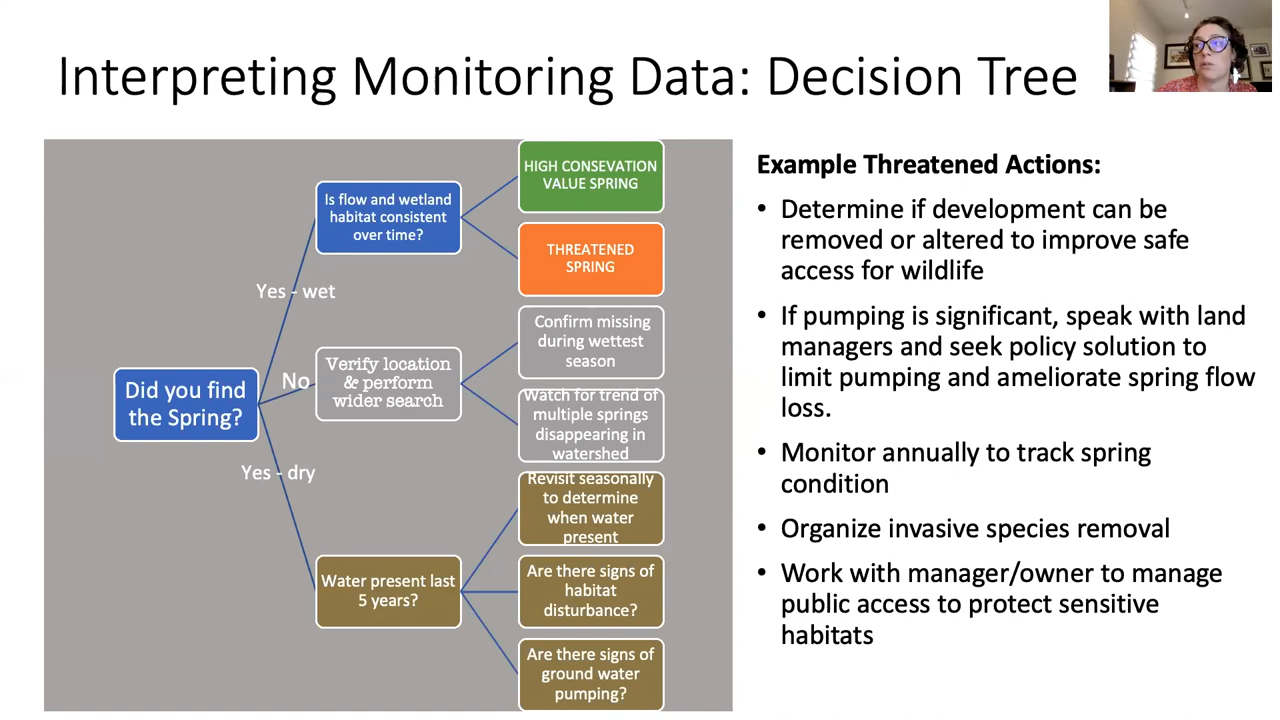 Interpreting Monitoring Data: Decision Tree
Did you find
the Spring?
Yes - wet
No
Yes - dry
Is flow and wetland
habitat consistent
over time?
HIGH CONSEVATION
VALUE SPRING
THREATENED
SPRING
Verify location
& perform
wider search
Confirm missing
during wettest
season
Watch for trend of
multiple springs
disappearing in
watershed
Water present last
5 years?
Revisit seasonally
to determine
when water
present
Are there signs of
habitat
disturbance?
Are there signs of
ground water
pumping?
Example Threatened Actions:
• Determine if development can be
removed or altered to improve safe
access for wildlife
• If pumping is significant, speak with land
managers and seek policy solution to
limit pumping and ameliorate spring flow
loss.
• Monitor annually to track spring
condition
• Organize invasive species removal
• Work with manager/owner to manage
public access to protect sensitive
habitats